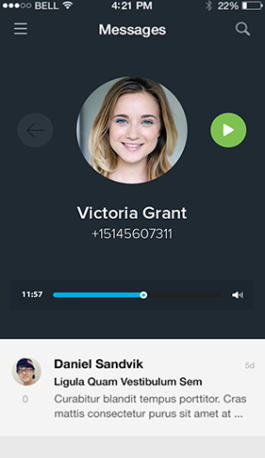 BELL 4:21 PM 22%
Messages
Victoria Grant
+15145607311
11:57
Daniel Sandvik 5d
Ligula Quam Vestibulum Sem
0 Curabitur blandit tempus porttitor. Cras
mattis consectetur purus sit amet at ...